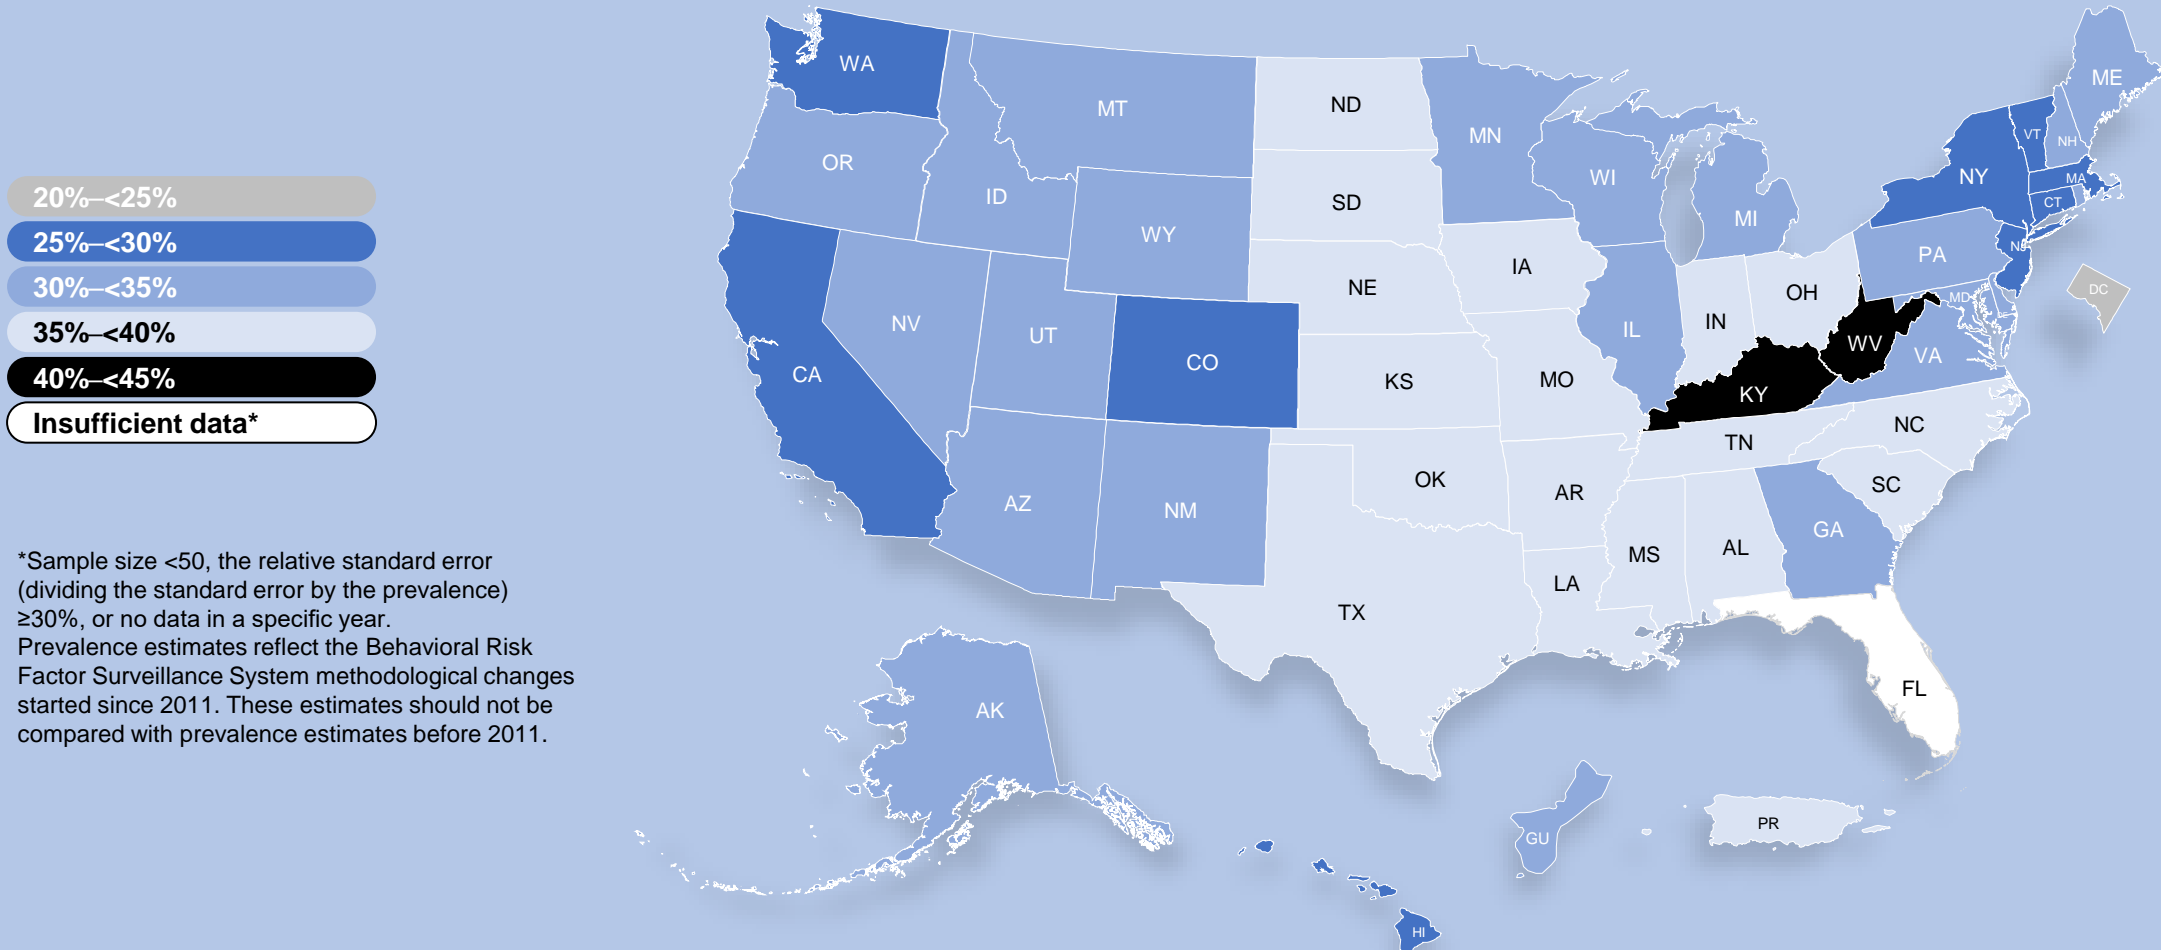 20%–<25%
25%–<30%
30%–<35%
35%–<40%
40%–<45%
Insufficient data*
*Sample size <50, the relative standard error
(dividing the standard error by the prevalence)
≥30%, or no data in a specific year.
Prevalence estimates reflect the Behavioral Risk
Factor Surveillance System methodological changes
started since 2011. These estimates should not be
compared with prevalence estimates before 2011.
WA
MT
ND
MN
ME
VT
NH
OR
ID
SD
WI
MI
NY
MA
CT
WY
NE
IA
PA
NJ
DC
NV
UT
CO
KS
MO
IL
IN
OH
WV
MD
DE
VA
CA
KY
AZ
NM
OK
AR
TN
NC
SC
TX
LA
MS
AL
GA
FL
AK
HI
GU
PR